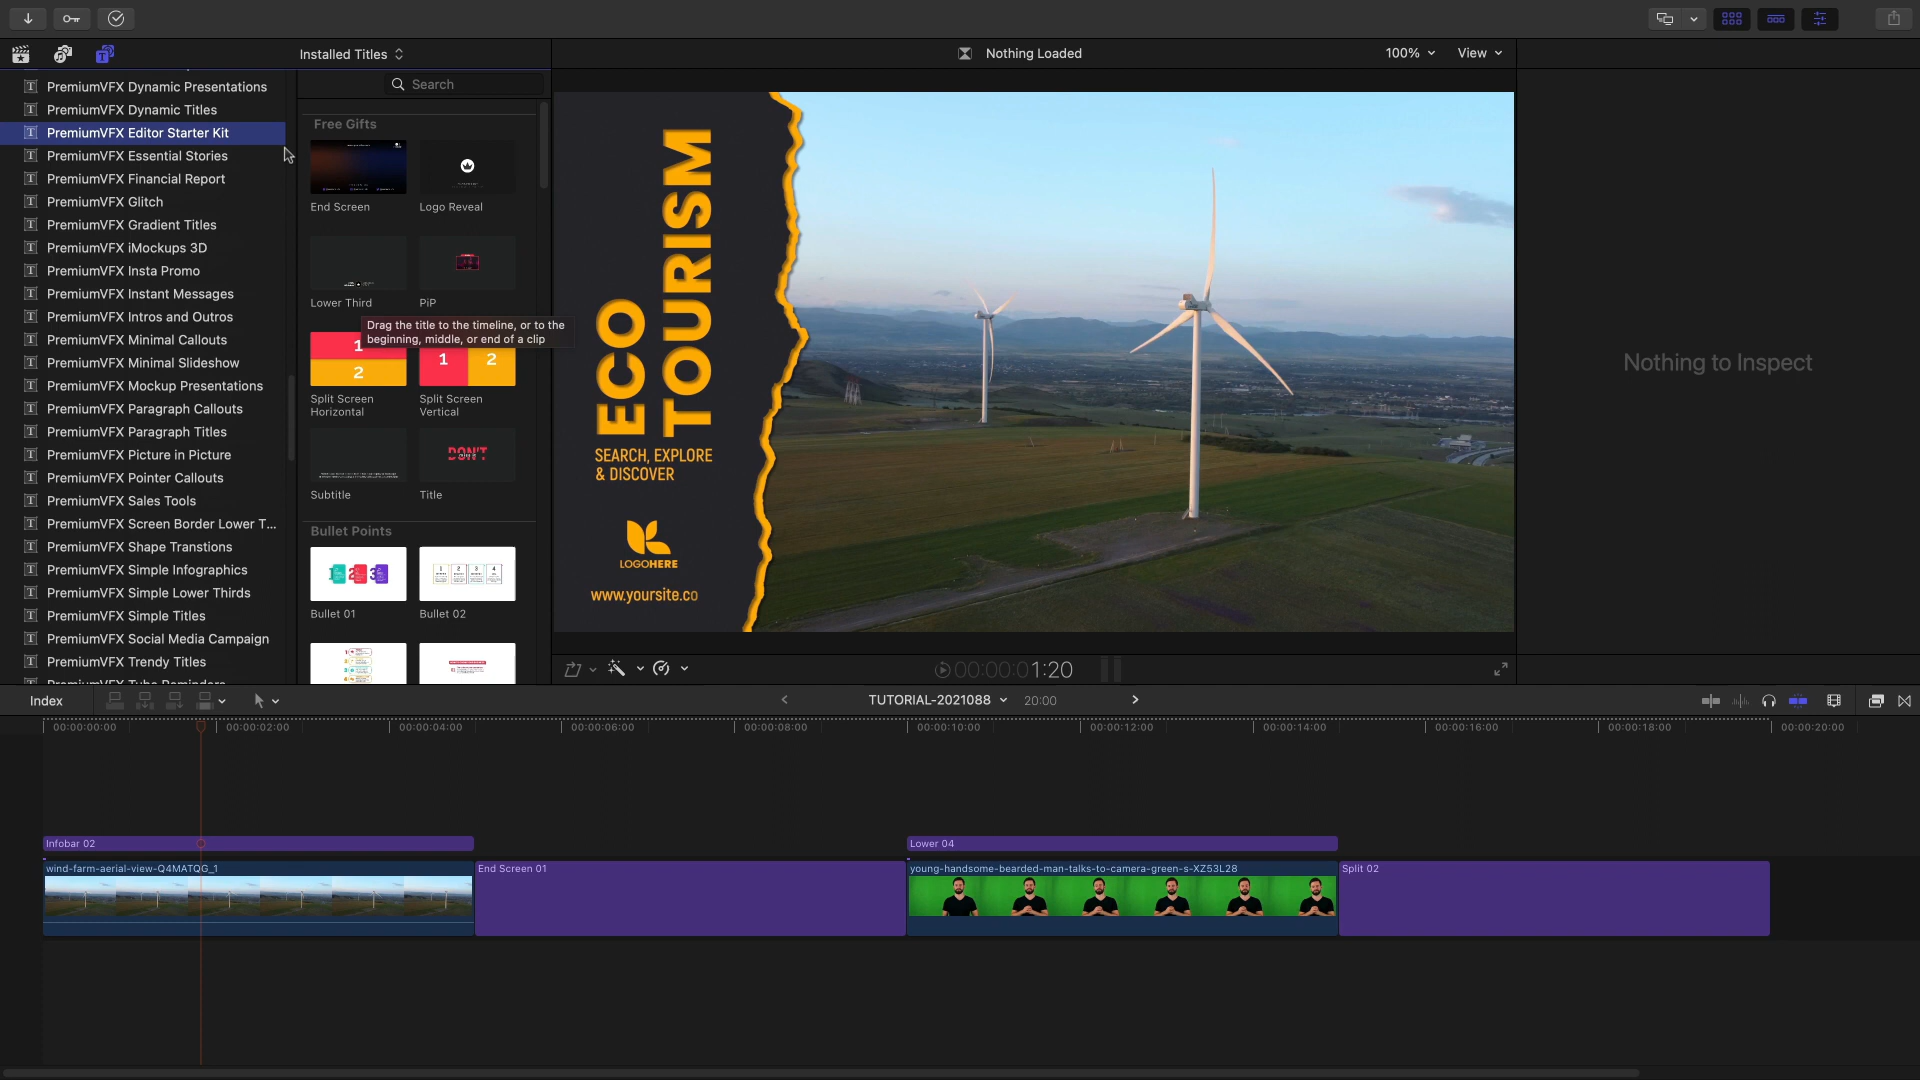 Installed Titles
Nothing Loaded
100%
View
Search
PremiumVFX Dynamic Presentations
PremiumVFX Dynamic Titles
PremiumVFX Editor Starter Kit
PremiumVFX Essential Stories
PremiumVFX Financial Report
PremiumVFX Glitch
PremiumVFX Gradient Titles
PremiumVFX iMockups 3D
PremiumVFX Insta Promo
PremiumVFX Instant Messages
PremiumVFX Intros and Outros
PremiumVFX Minimal Callouts
PremiumVFX Minimal Slideshow
PremiumVFX Mockup Presentations
PremiumVFX Paragraph Callouts
PremiumVFX Paragraph Titles
PremiumVFX Picture in Picture
PremiumVFX Pointer Callouts
PremiumVFX Sales Tools
PremiumVFX Screen Border Lower T...
PremiumVFX Shape Transtions
PremiumVFX Simple Infographics
PremiumVFX Simple Lower Thirds
PremiumVFX Simple Titles
PremiumVFX Social Media Campaign
PremiumVFX Trendy Titles
Free Gifts
End Screen
Logo Reveal
Lower Third
PiP
Drag the title to the timeline, or to the
beginning, middle, or end of a clip
1
2
1 2
Split Screen
Horizontal
Split Screen
Vertical
DON'T
Subtitle
Title
Bullet Points
Bullet 01
Bullet 02
ECO
TOURISM
SEARCH, EXPLORE
& DISCOVER
LOGOHERE
www.yoursite.co
Nothing to Inspect
00:00:01:20
Index
TUTORIAL-2021088
20:00
00:00:00:00
00:00:02:00
00:00:04:00
00:00:06:00
00:00:08:00
00:00:10:00
00:00:12:00
00:00:14:00
00:00:16:00
00:00:18:00
00:00:20:00
Infobar 02
Lower 04
wind-farm-aerial-view-Q4MATQG_1
End Screen 01
young-handsome-bearded-man-talks-to-camera-green-s-XZ53L28
Split 02